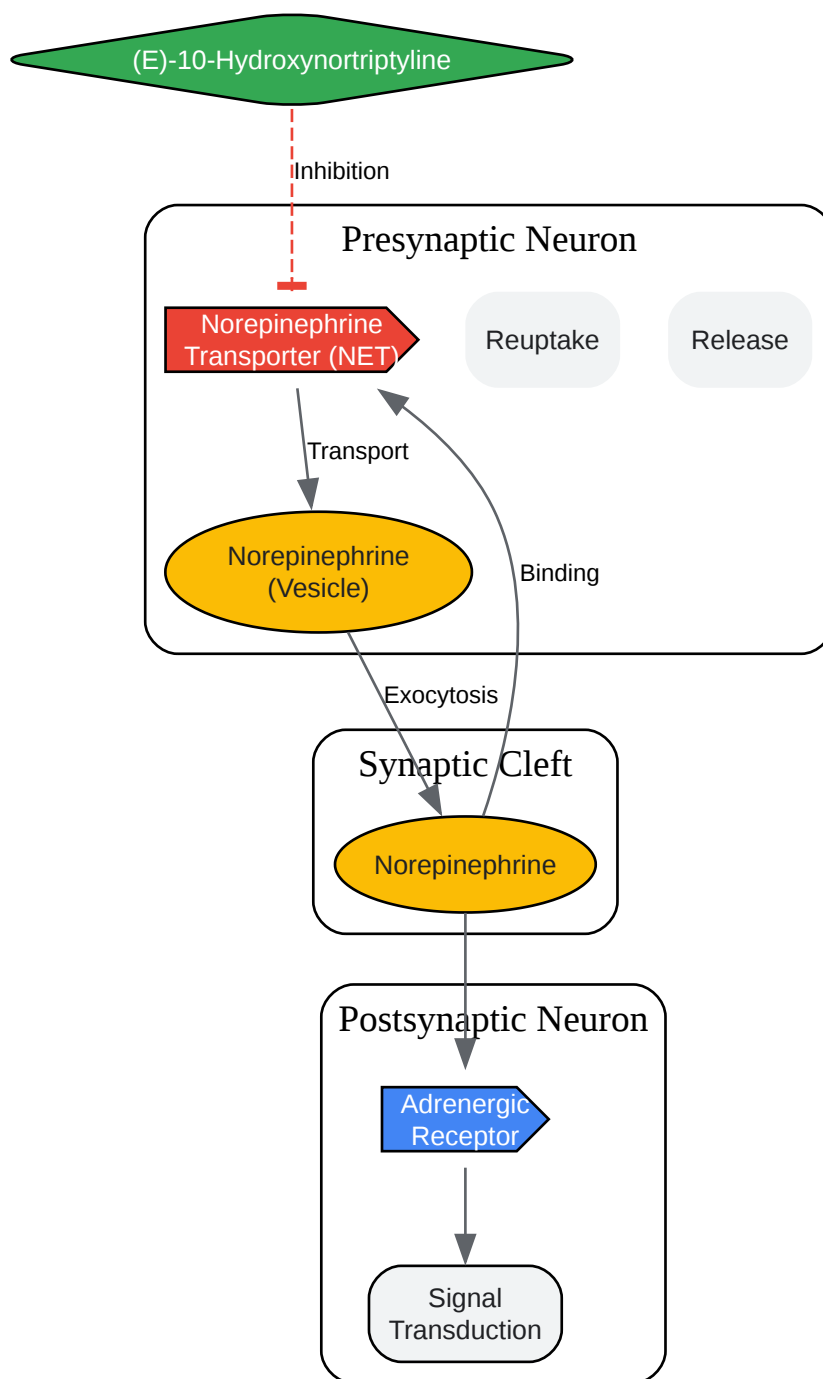 (E)-10-Hydroxynortriptyline
Inhibition
Presynaptic Neuron
Norepinephrine
Transporter (NET)
Reuptake
Release
Transport
Norepinephrine
(Vesicle)
Binding
Exocytosis
Synaptic Cleft
Norepinephrine
Postsynaptic Neuron
Adrenergic
Receptor
Signal
Transduction